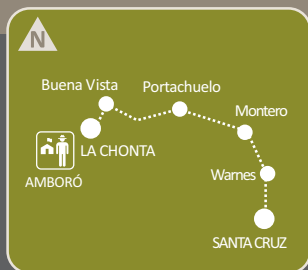 N
Buena Vista
Portachuelo
Montero
LA CHONTA
Warnes
AMBORÓ
SANTA CRUZ